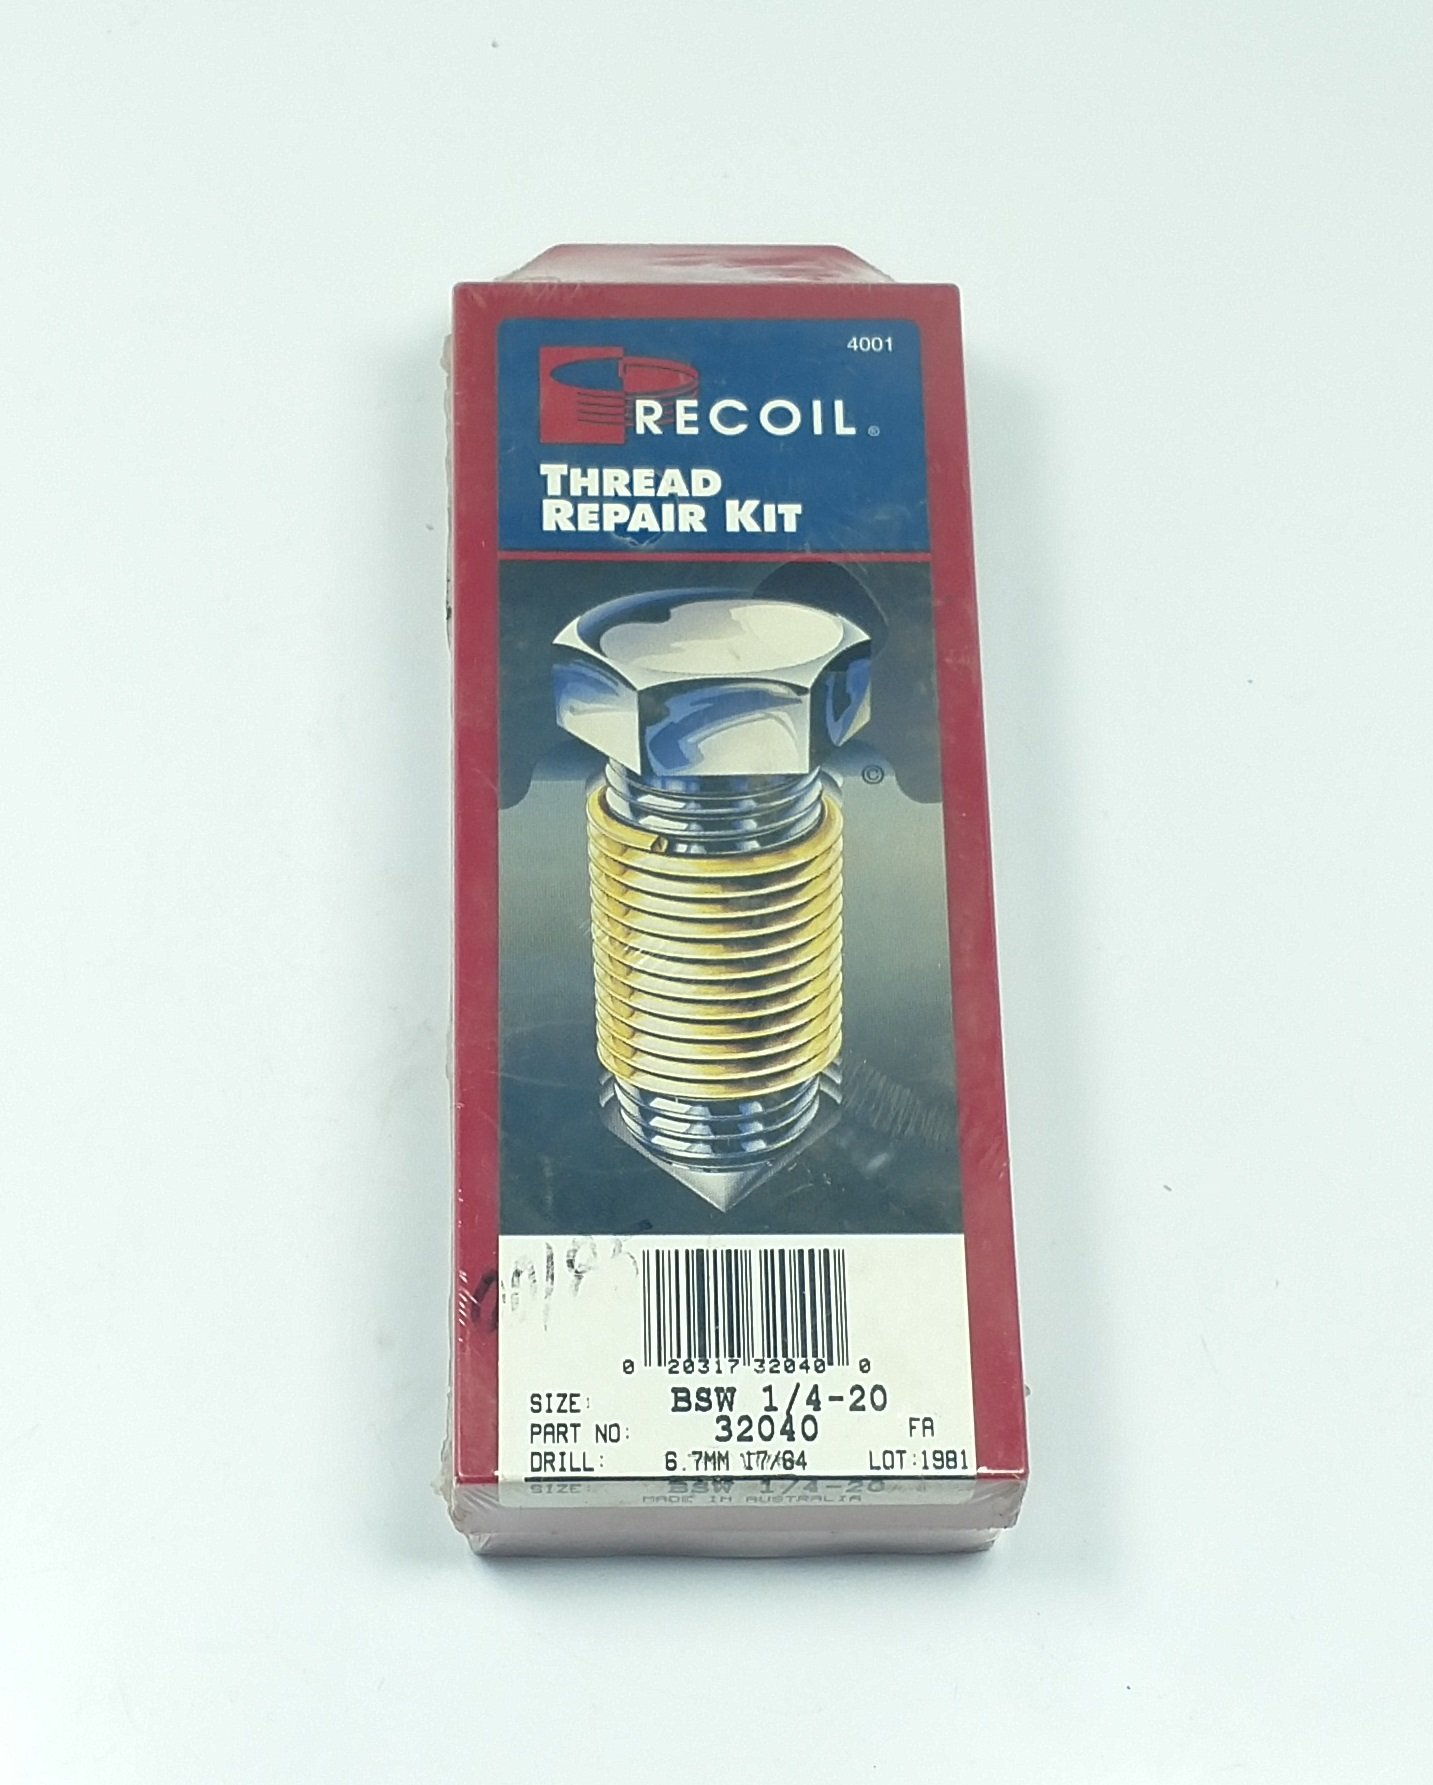 4001
RECOIL®
THREAD
REPAIR KIT
©
0 20317 32040 0
SIZE: BSW 1/4-20
PART NO: 32040 FA
DRILL: 6.7MM 17/64 LOT:1981
SIZE: BSW 1/4-20
MADE IN AUSTRALIA